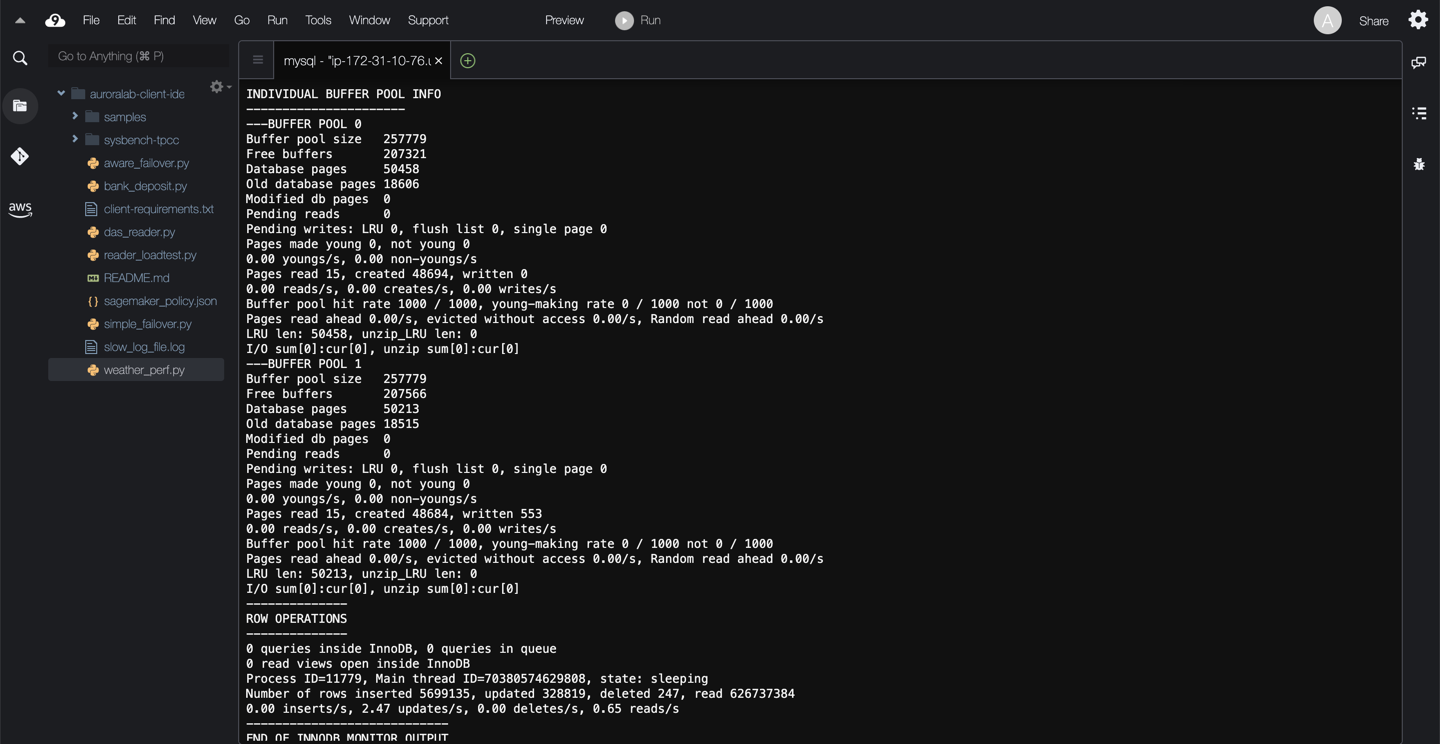 9 File Edit Find View Go Run Tools Window Support Preview Run A Share
Go to Anything (⌘ P)
aws
auroralab-client-ide
samples
sysbench-tpcc
aware_failover.py
bank_deposit.py
client-requirements.txt
das_reader.py
reader_loadtest.py
README.md
{ } sagemaker_policy.json
simple_failover.py
slow_log_file.log
weather_perf.py
mysql - "ip-172-31-10-76.u ×
INDIVIDUAL BUFFER POOL INFO
----------------------
---BUFFER POOL 0
Buffer pool size   257779
Free buffers       207321
Database pages     50458
Old database pages 18606
Modified db pages  0
Pending reads      0
Pending writes: LRU 0, flush list 0, single page 0
Pages made young 0, not young 0
0.00 youngs/s, 0.00 non-youngs/s
Pages read 15, created 48694, written 0
0.00 reads/s, 0.00 creates/s, 0.00 writes/s
Buffer pool hit rate 1000 / 1000, young-making rate 0 / 1000 not 0 / 1000
Pages read ahead 0.00/s, evicted without access 0.00/s, Random read ahead 0.00/s
LRU len: 50458, unzip_LRU len: 0
I/O sum[0]:cur[0], unzip sum[0]:cur[0]
---BUFFER POOL 1
Buffer pool size   257779
Free buffers       207566
Database pages     50213
Old database pages 18515
Modified db pages  0
Pending reads      0
Pending writes: LRU 0, flush list 0, single page 0
Pages made young 0, not young 0
0.00 youngs/s, 0.00 non-youngs/s
Pages read 15, created 48684, written 553
0.00 reads/s, 0.00 creates/s, 0.00 writes/s
Buffer pool hit rate 1000 / 1000, young-making rate 0 / 1000 not 0 / 1000
Pages read ahead 0.00/s, evicted without access 0.00/s, Random read ahead 0.00/s
LRU len: 50213, unzip_LRU len: 0
I/O sum[0]:cur[0], unzip sum[0]:cur[0]
--------------
ROW OPERATIONS
--------------
0 queries inside InnoDB, 0 queries in queue
0 read views open inside InnoDB
Process ID=11779, Main thread ID=70380574629808, state: sleeping
Number of rows inserted 5699135, updated 328819, deleted 247, read 626737384
0.00 inserts/s, 2.47 updates/s, 0.00 deletes/s, 0.65 reads/s
----------------------------
END OF INNODB MONITOR OUTPUT